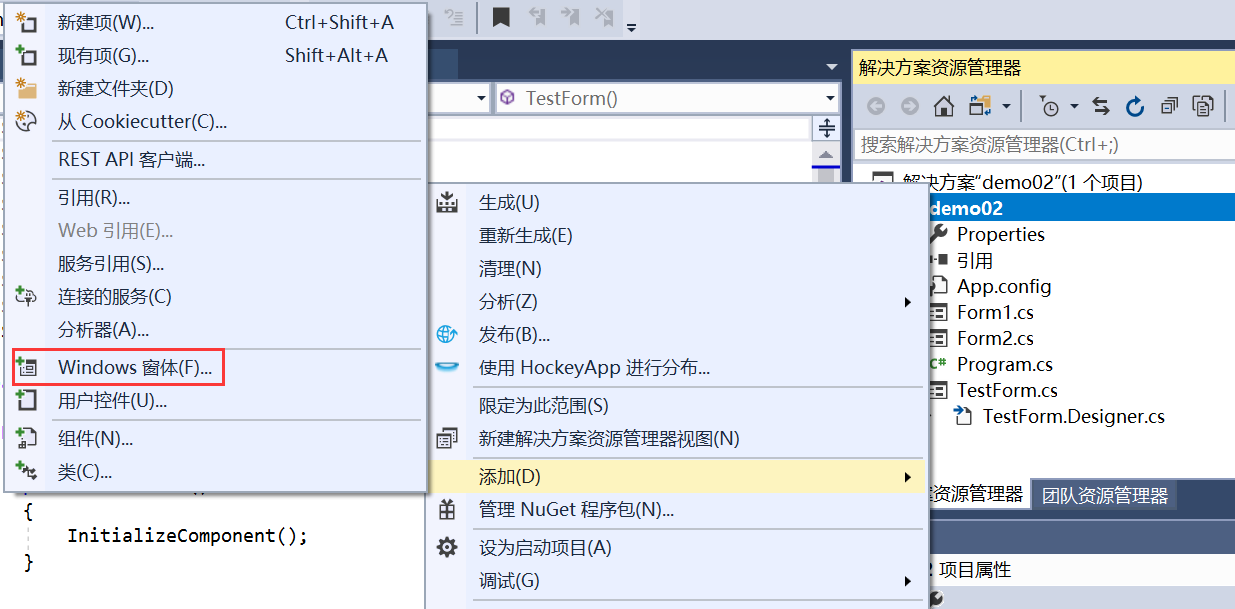 新建项(W)... Ctrl+Shift+A
现有项(G)... Shift+Alt+A
新建文件夹(D)
从 Cookiecutter(C)...
REST API 客户端...
引用(R)...
Web 引用(E)...
服务引用(S)...
连接的服务(C)
分析器(A)...
Windows 窗体(F)...
用户控件(U)...
组件(N)...
类(C)...
{
InitializeComponent();
}
TestForm()
生成(U)
重新生成(E)
清理(N)
分析(Z)
发布(B)...
使用 HockeyApp 进行分布...
限定为此范围(S)
新建解决方案资源管理器视图(N)
添加(D)
管理 NuGet 程序包(N)...
设为启动项目(A)
调试(G)
解决方案资源管理器
搜索解决方案资源管理器(Ctrl+;)
解决方案"demo02"(1 个项目)
demo02
Properties
引用
App.config
Form1.cs
Form2.cs
C# Program.cs
TestForm.cs
TestForm.Designer.cs
资源管理器 团队资源管理器
项目属性